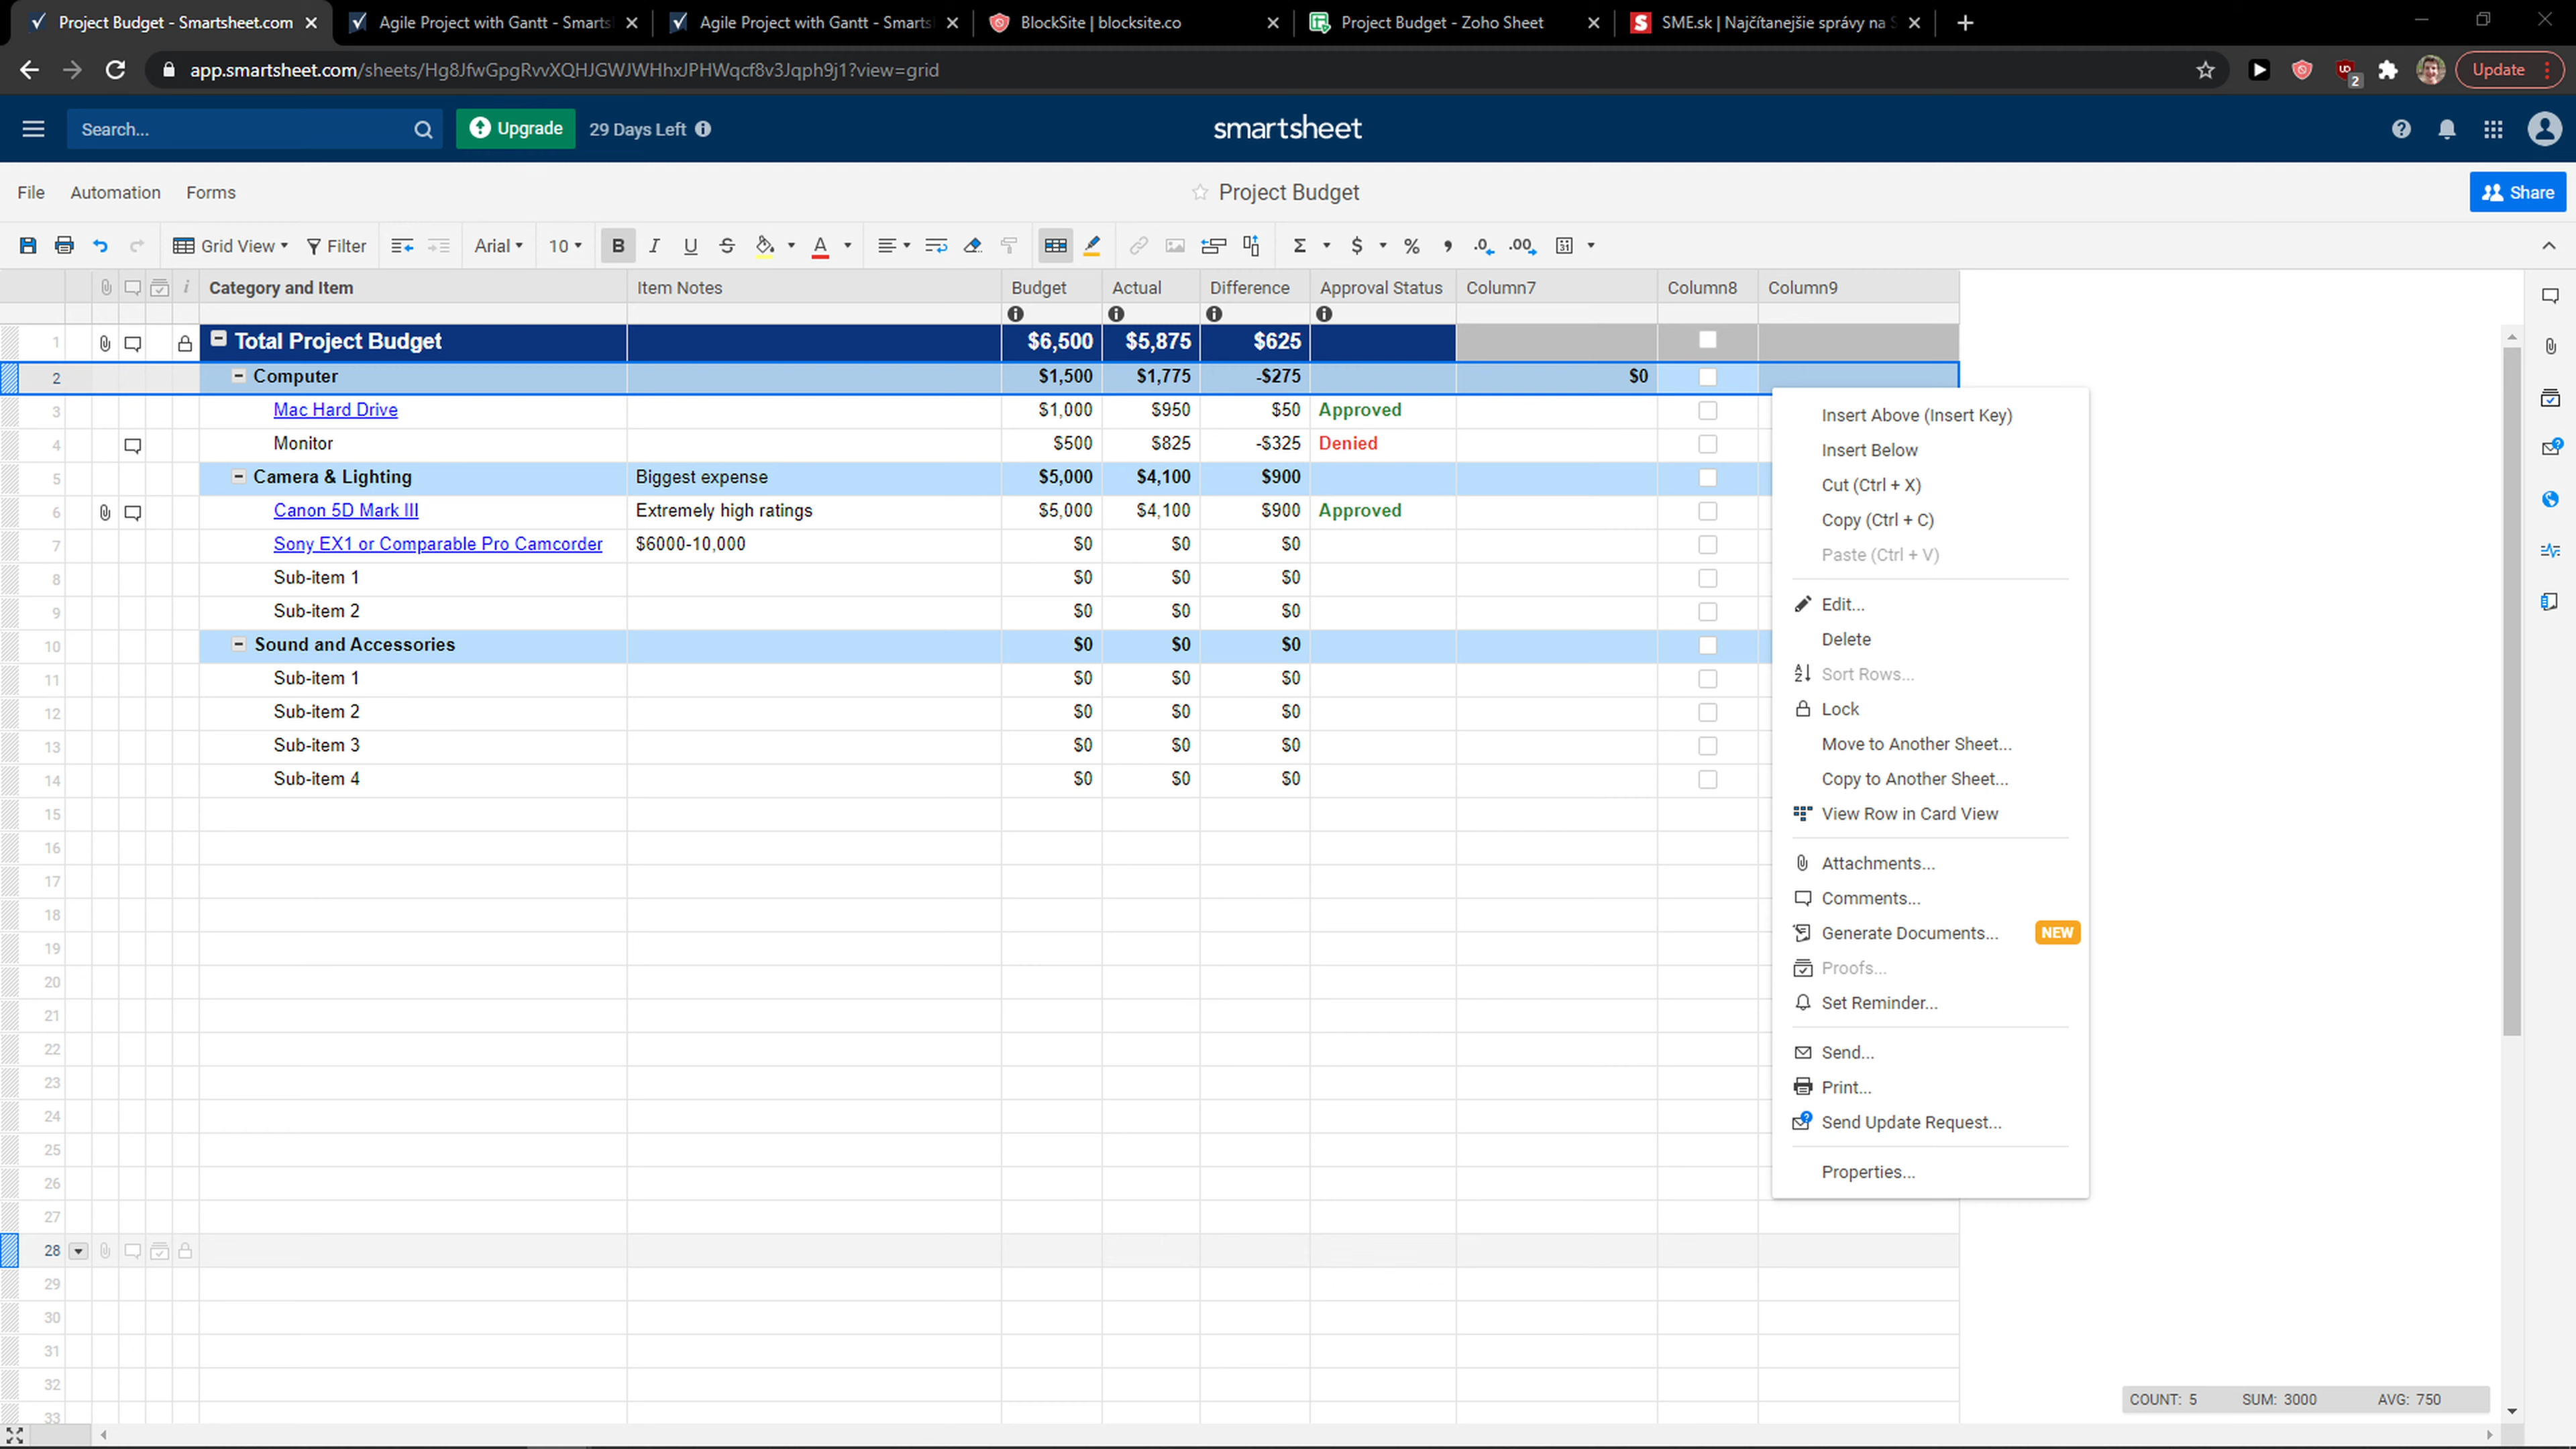 Project Budget - Smartsheet.com Agile Project with Gantt - Smarts Agile Project with Gantt - Smarts BlockSite | blocksite.co Project Budget - Zoho Sheet SME.sk | Najčítanejšie správy na S
app.smartsheet.com/sheets/Hg8JfwGpgRvvXQHJGWJWHhxJPHWqcf8v3Jqph9j1?view=grid 2 Update
Search... Upgrade 29 Days Left smartsheet
File Automation Forms Project Budget Share
Grid View Filter Arial 10 B I U S A Σ $ % , .0 .00 31
Category and Item Item Notes Budget Actual Difference Approval Status Column7 Column8 Column9
1 Total Project Budget $6,500 $5,875 $625
2 Computer $1,500 $1,775 -$275 $0
3 Mac Hard Drive $1,000 $950 $50 Approved
4 Monitor $500 $825 -$325 Denied
5 Camera & Lighting Biggest expense $5,000 $4,100 $900
6 Canon 5D Mark III Extremely high ratings $5,000 $4,100 $900 Approved
7 Sony EX1 or Comparable Pro Camcorder $6000-10,000 $0 $0 $0
8 Sub-item 1 $0 $0 $0
9 Sub-item 2 $0 $0 $0
10 Sound and Accessories $0 $0 $0
11 Sub-item 1 $0 $0 $0
12 Sub-item 2 $0 $0 $0
13 Sub-item 3 $0 $0 $0
14 Sub-item 4 $0 $0 $0
15
16
17
18
19
20
21
22
23
24
25
26
27
28
29
30
31
32
33
Insert Above (Insert Key)
Insert Below
Cut (Ctrl + X)
Copy (Ctrl + C)
Paste (Ctrl + V)
Edit...
Delete
Sort Rows...
Lock
Move to Another Sheet...
Copy to Another Sheet...
View Row in Card View
Attachments...
Comments...
Generate Documents... NEW
Proofs...
Set Reminder...
Send...
Print...
Send Update Request...
Properties...
COUNT: 5 SUM: 3000 AVG: 750